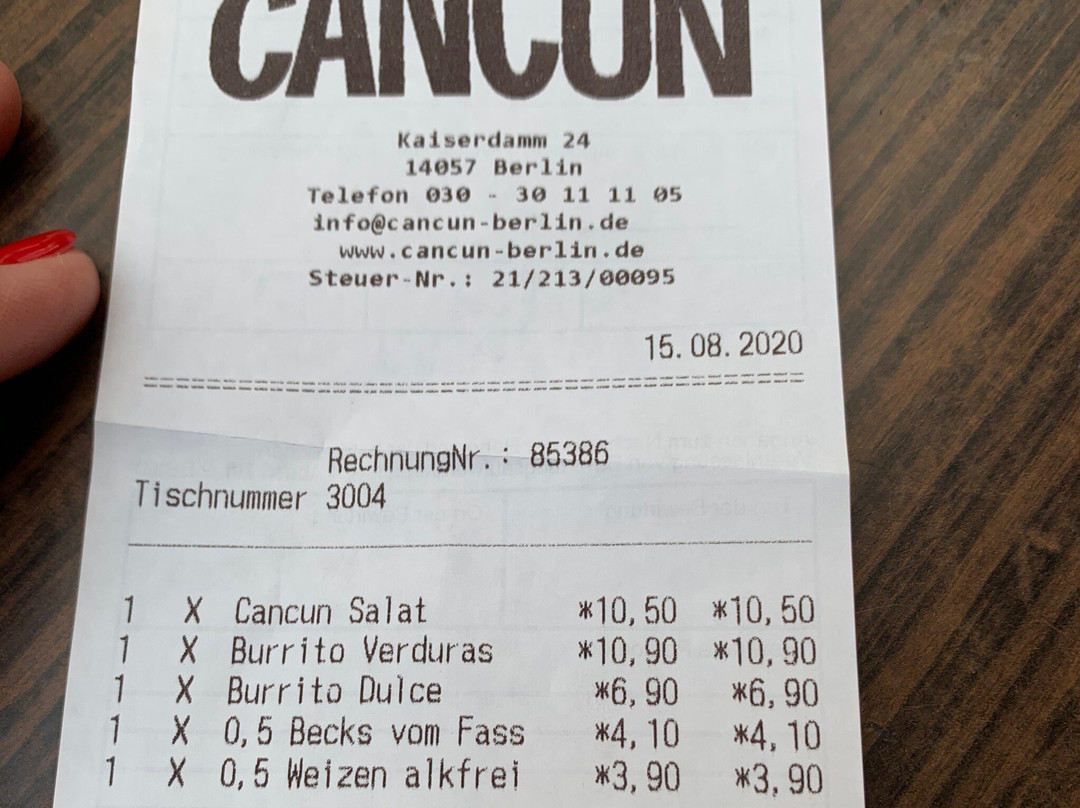 CANCUN
Kaiserdamm 24
14057 Berlin
Telefon 030 - 30 11 11 05
info@cancun-berlin.de
www.cancun-berlin.de
Steuer-Nr.: 21/213/00095
15.08.2020
RechnungNr.: 85386
Tischnummer 3004
1 X Cancun Salat *10,50 *10,50
1 X Burrito Verduras *10,90 *10,90
1 X Burrito Dulce *6,90 *6,90
1 X 0,5 Becks vom Fass *4,10 *4,10
1 X 0,5 Weizen alkfrei *3,90 *3,90